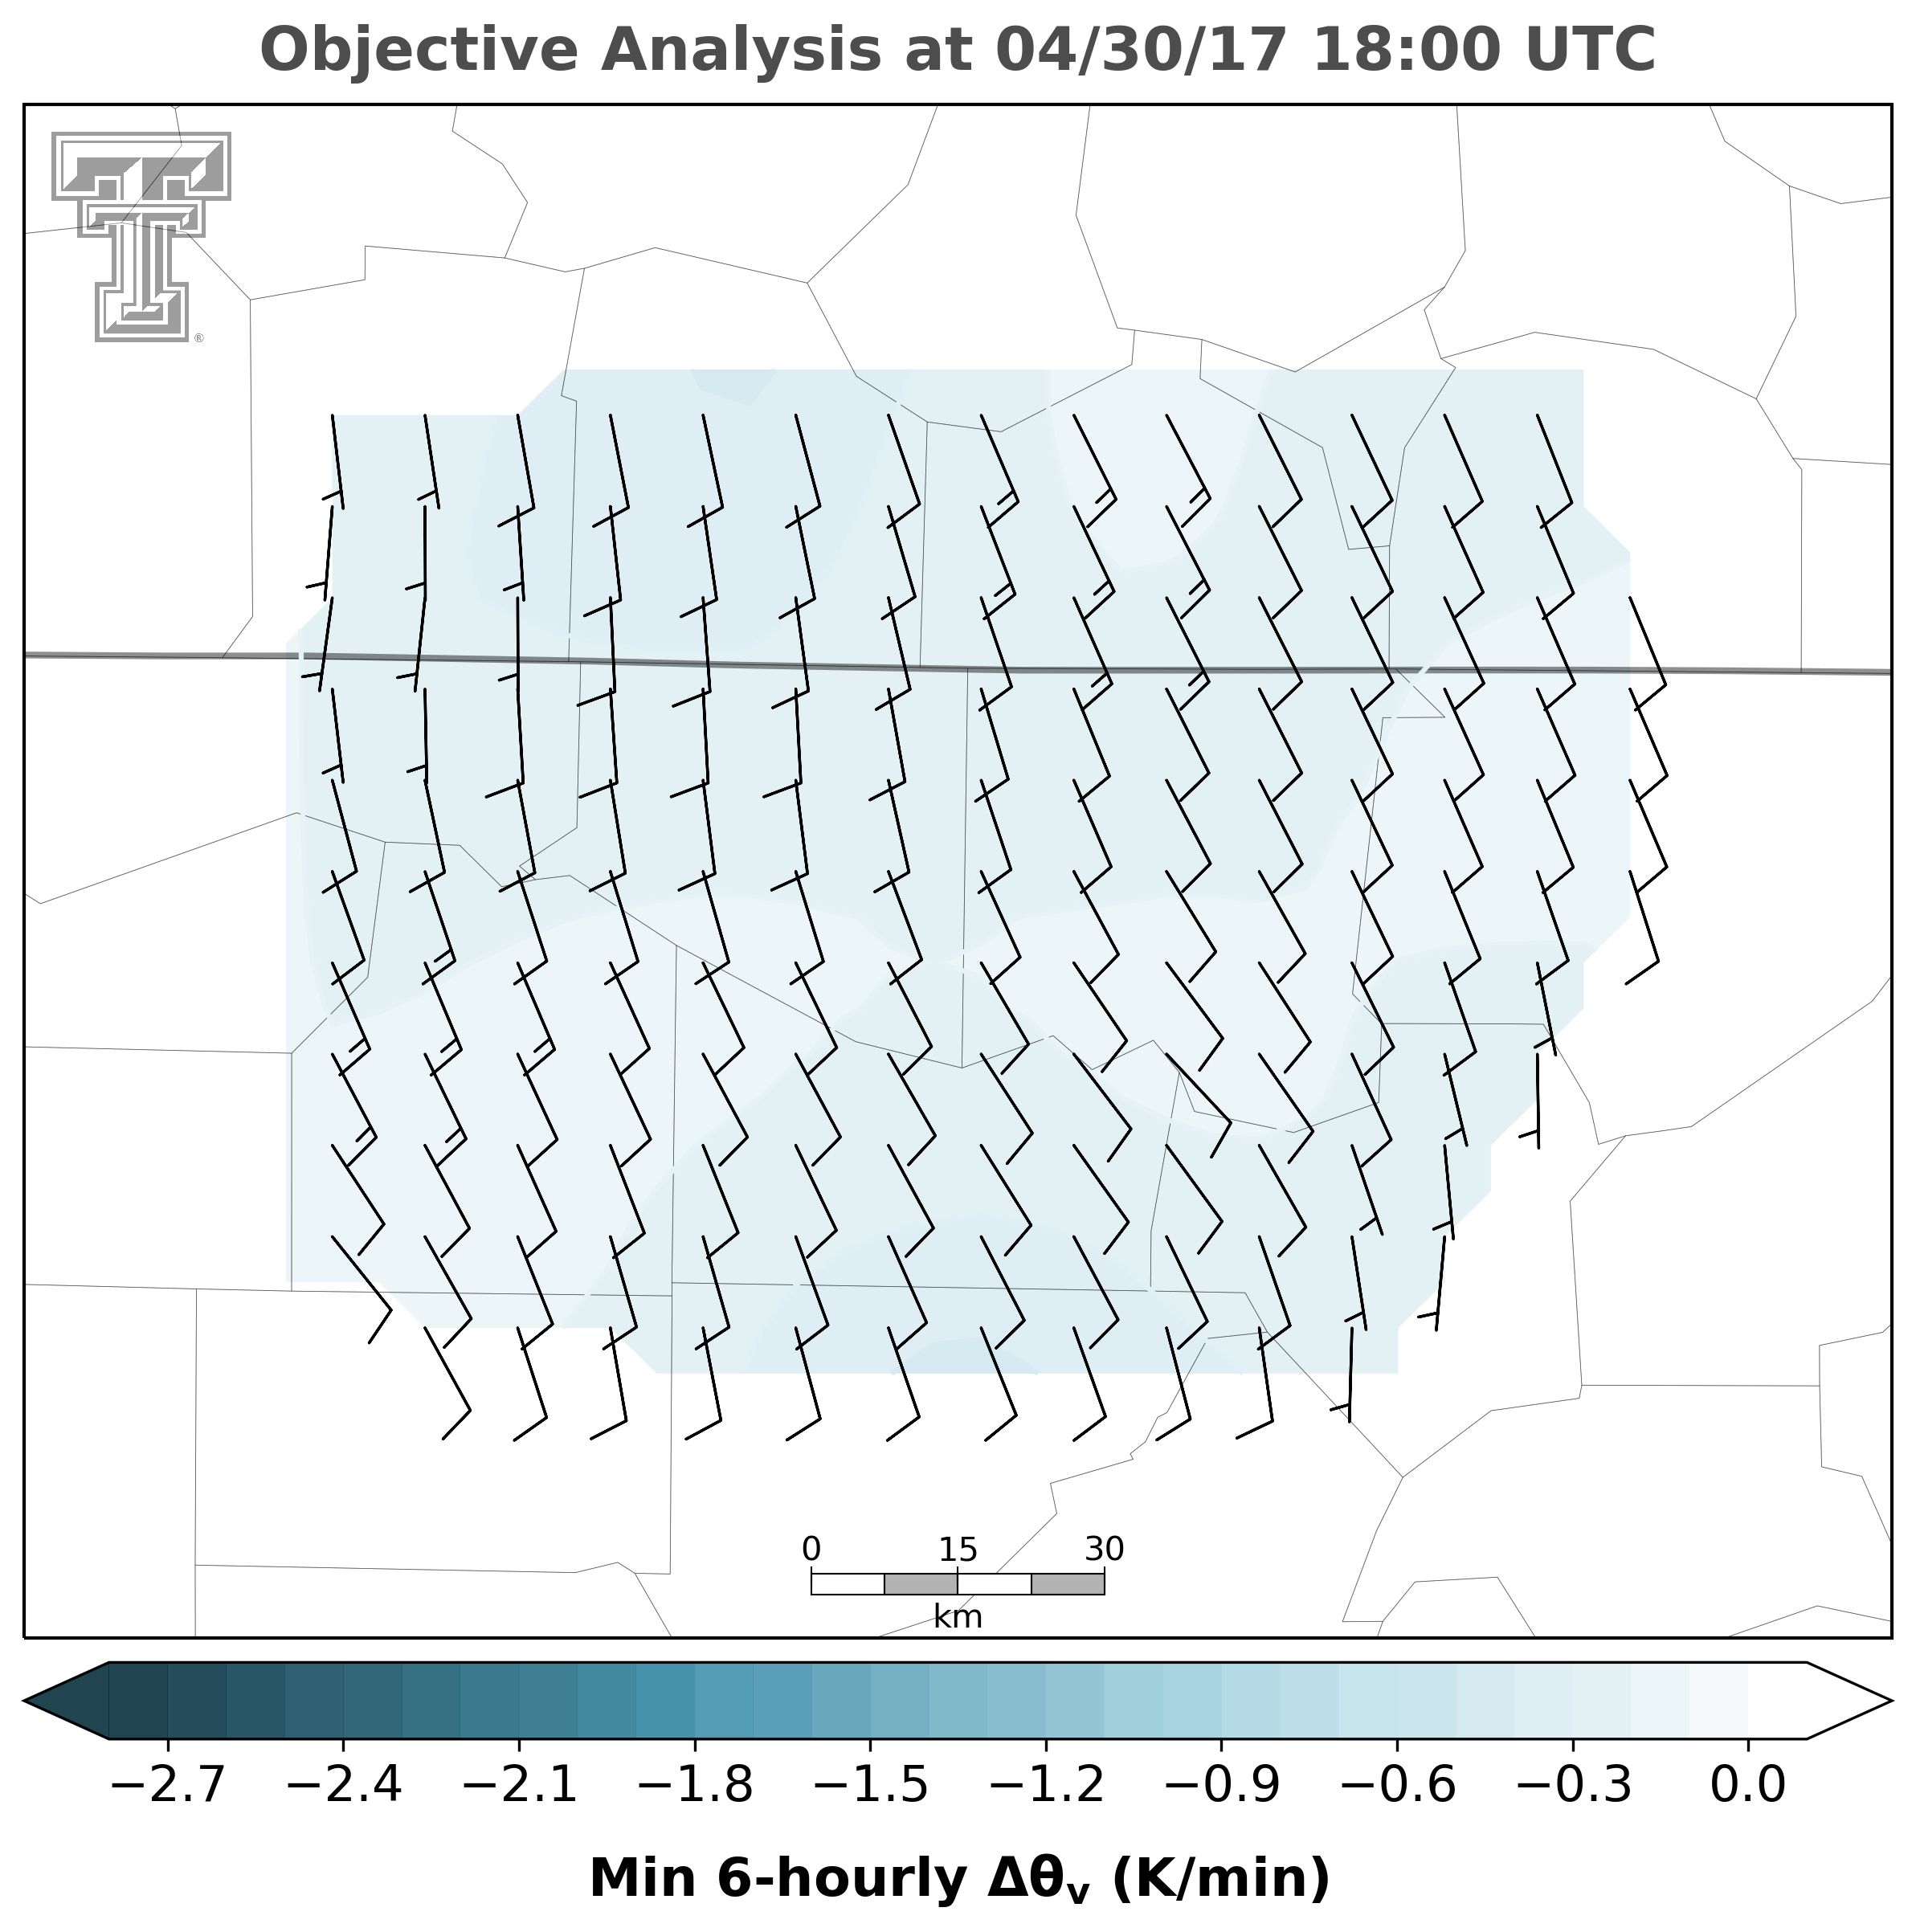 Objective Analysis at 04/30/17 18:00 UTC
®
0 15 30
km
−2.7 −2.4 −2.1 −1.8 −1.5 −1.2 −0.9 −0.6 −0.3 0.0
Min 6-hourly Δθv (K/min)